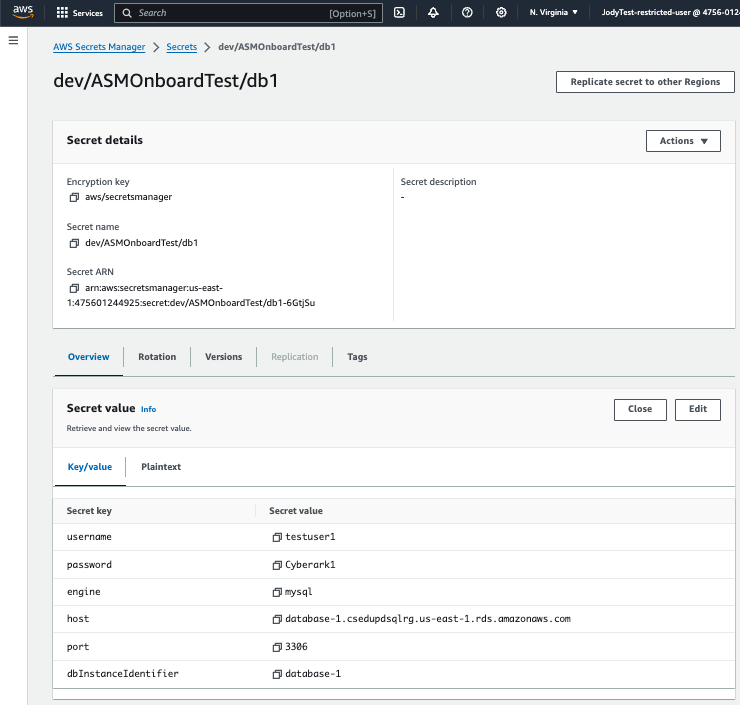 aws Services Search [Option+S] N. Virginia JodyTest-restricted-user @ 4756-0124
AWS Secrets Manager Secrets dev/ASMOnboardTest/db1
dev/ASMOnboardTest/db1
Replicate secret to other Regions
Secret details
Actions
Encryption key
aws/secretsmanager
Secret description
-
Secret name
dev/ASMOnboardTest/db1
Secret ARN
arn:aws:secretsmanager:us-east-
1:475601244925:secret:dev/ASMOnboardTest/db1-6GtjSu
Overview Rotation Versions Replication Tags
Secret value Info
Retrieve and view the secret value.
Close Edit
Key/value Plaintext
Secret key Secret value
username testuser1
password Cyberark1
engine mysql
host database-1.csedupdsqlrg.us-east-1.rds.amazonaws.com
port 3306
dbInstanceIdentifier database-1